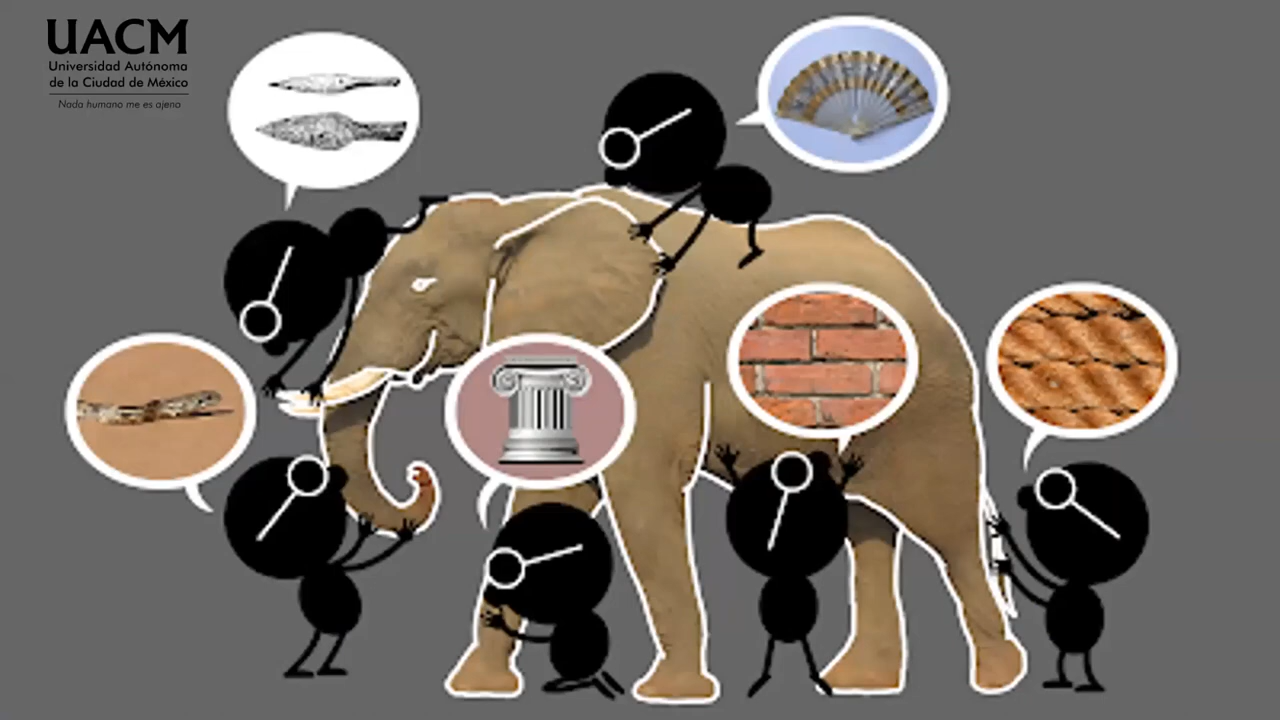 UACM
Universidad Autónoma
de la Ciudad de México
Nada humano me es ajeno